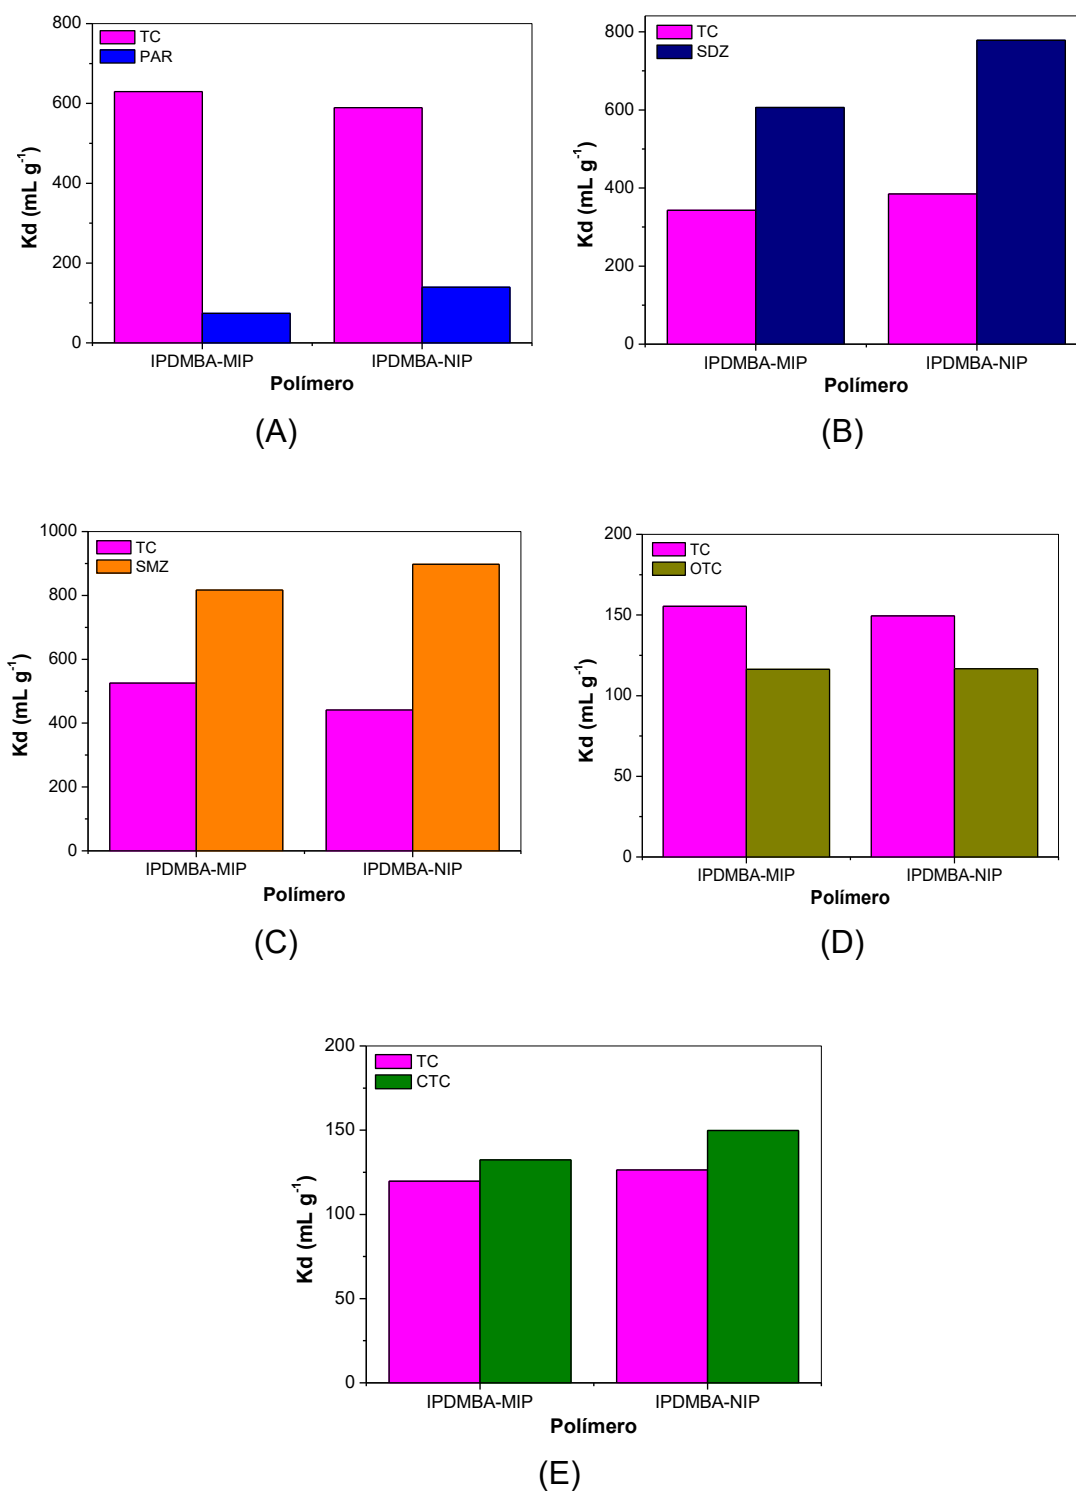 TC
PAR
800
600
400
200
0
Kd (mL g⁻¹)
IPDMBA-MIP IPDMBA-NIP
Polímero
(A)
TC
SDZ
800
600
400
200
0
Kd (mL g⁻¹)
IPDMBA-MIP IPDMBA-NIP
Polímero
(B)
TC
SMZ
1000
800
600
400
200
0
Kd (mL g⁻¹)
IPDMBA-MIP IPDMBA-NIP
Polímero
(C)
TC
OTC
200
150
100
50
0
Kd (mL g⁻¹)
IPDMBA-MIP IPDMBA-NIP
Polímero
(D)
TC
CTC
200
150
100
50
0
Kd (mL g⁻¹)
IPDMBA-MIP IPDMBA-NIP
Polímero
(E)